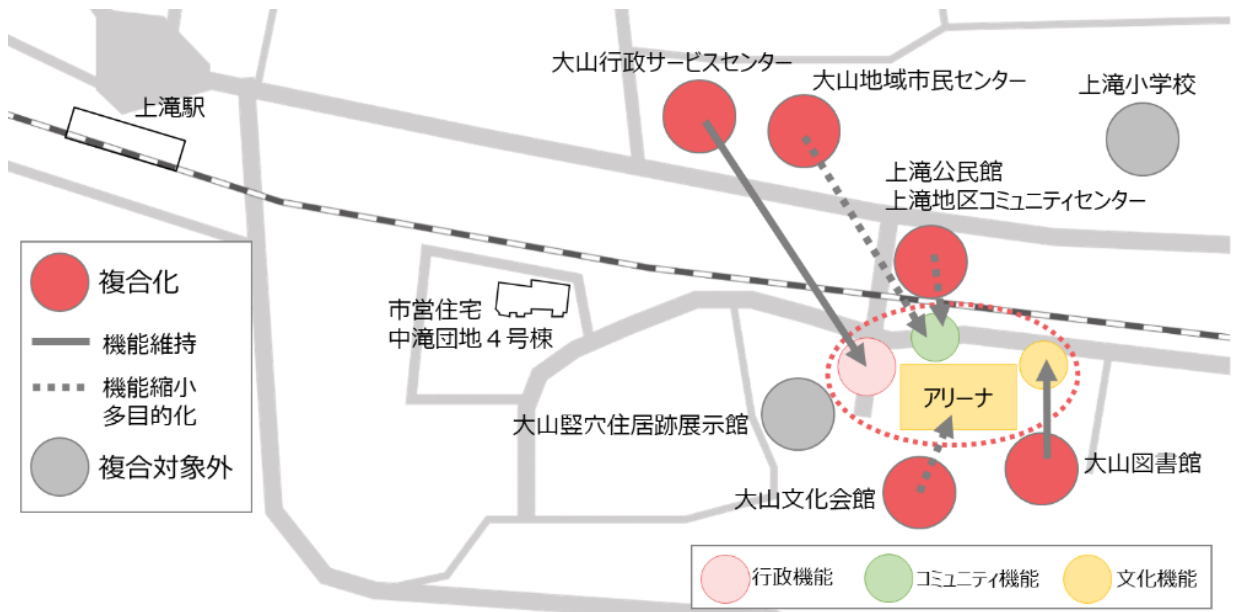 大山行政サービスセンター
大山地域市民センター
上滝小学校
上滝駅
上滝公民館
上滝地区コミュニティセンター
複合化
機能維持
機能縮小
多目的化
複合対象外
市営住宅
中滝団地４号棟
アリーナ
大山竪穴住居跡展示館
大山図書館
大山文化会館
行政機能
コミュニティ機能
文化機能